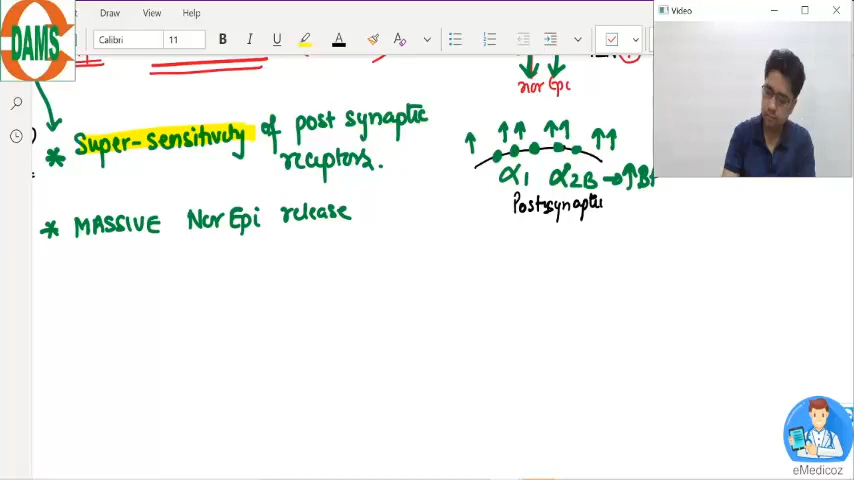 DAMS
Draw View Help
Video
Calibri 11 B I U A
nor Epi
* Super-sensitivity of post synaptic
receptors.
α1 α2B → ↑ B
Postsynaptic
* MASSIVE Nor Epi release
eMedicoz